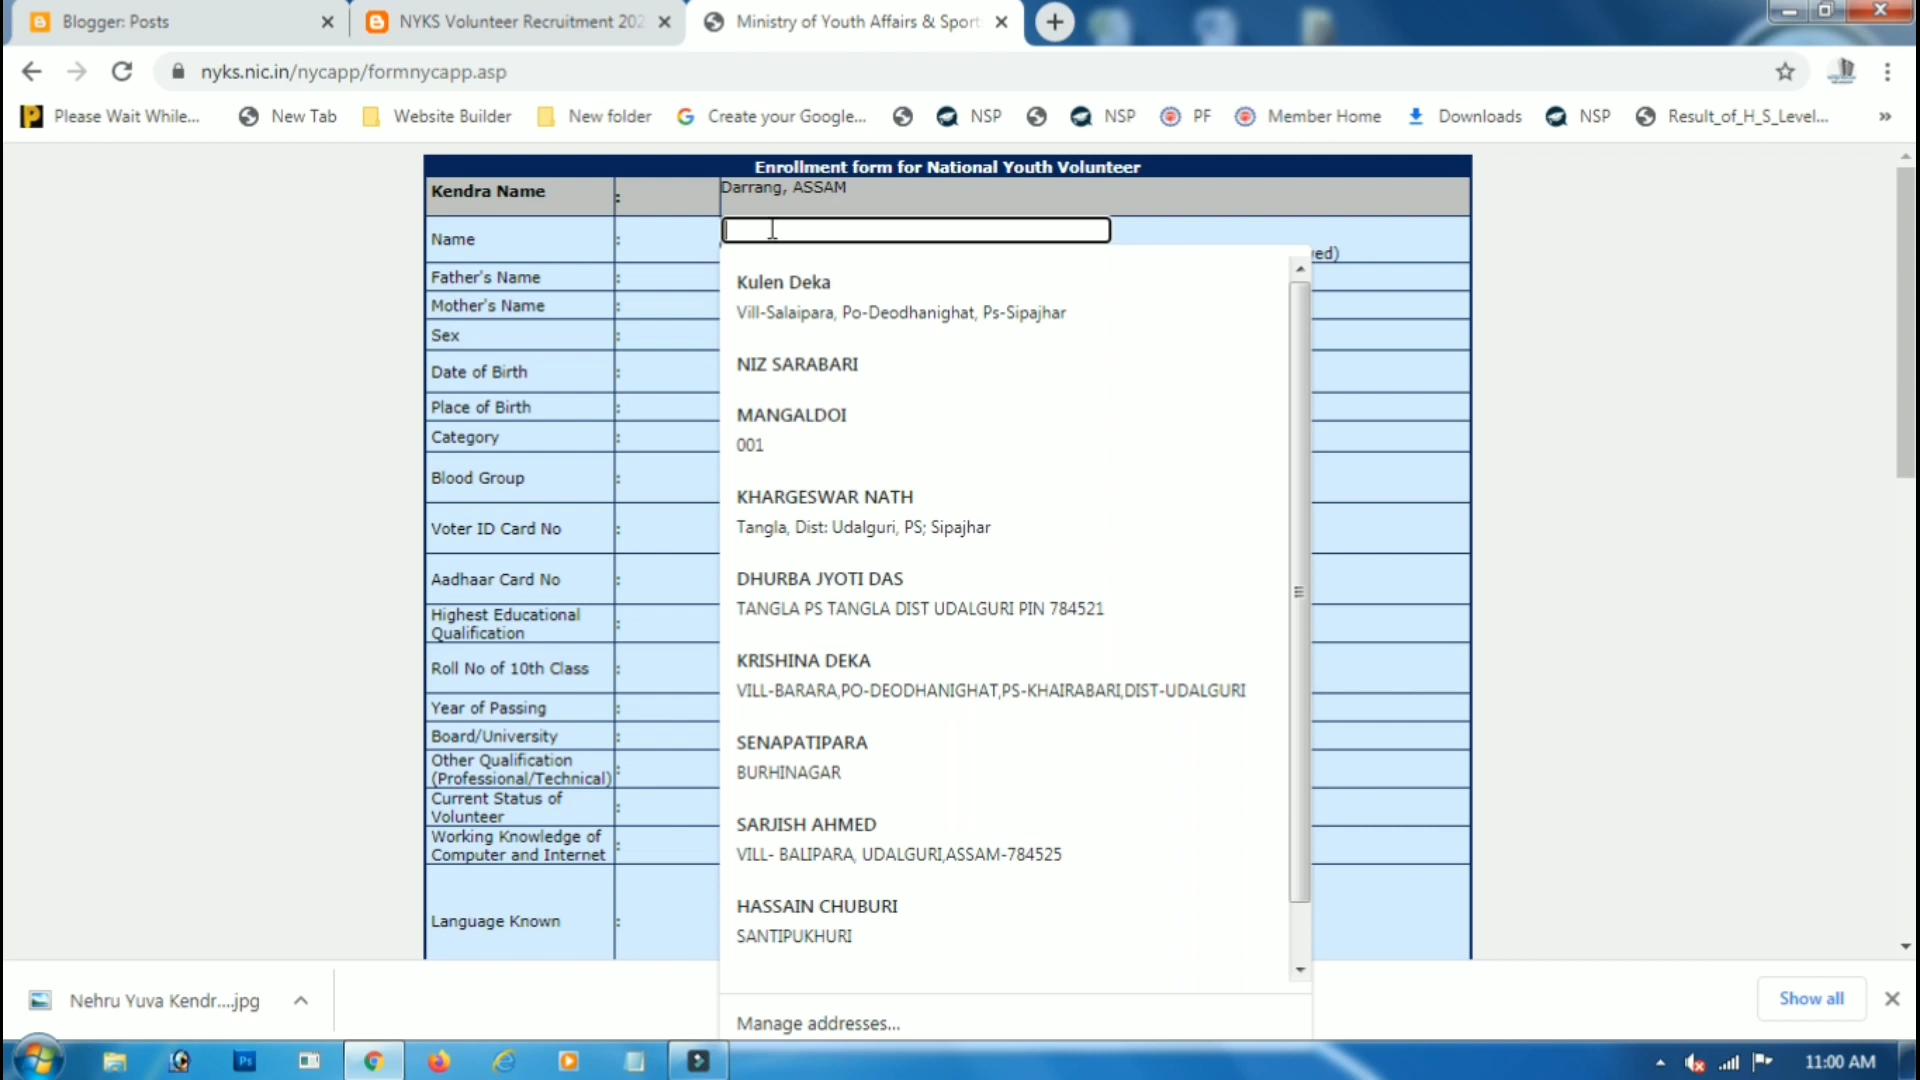 Blogger: Posts
NYKS Volunteer Recruitment 202
Ministry of Youth Affairs & Sport
nyks.nic.in/nycapp/formnycapp.asp
Please Wait While...
New Tab
Website Builder
New folder
Create your Google...
NSP
NSP
PF
Member Home
Downloads
NSP
Result_of_H_S_Level...
»
Enrollment form for National Youth Volunteer
Kendra Name : Darrang, ASSAM
Name :
ved)
Father's Name :
Mother's Name :
Sex :
Date of Birth :
Place of Birth :
Category :
Blood Group :
Voter ID Card No :
Aadhaar Card No :
Highest Educational
Qualification :
Roll No of 10th Class :
Year of Passing :
Board/University :
Other Qualification
(Professional/Technical) :
Current Status of
Volunteer :
Working Knowledge of
Computer and Internet :
Language Known :
Kulen Deka
Vill-Salaipara, Po-Deodhanighat, Ps-Sipajhar
NIZ SARABARI
MANGALDOI
001
KHARGESWAR NATH
Tangla, Dist: Udalguri, PS; Sipajhar
DHURBA JYOTI DAS
TANGLA PS TANGLA DIST UDALGURI PIN 784521
KRISHINA DEKA
VILL-BARARA,PO-DEODHANIGHAT,PS-KHAIRABARI,DIST-UDALGURI
SENAPATIPARA
BURHINAGAR
SARJISH AHMED
VILL- BALIPARA, UDALGURI,ASSAM-784525
HASSAIN CHUBURI
SANTIPUKHURI
Manage addresses...
Nehru Yuva Kendr....jpg
Show all
Ps
11:00 AM